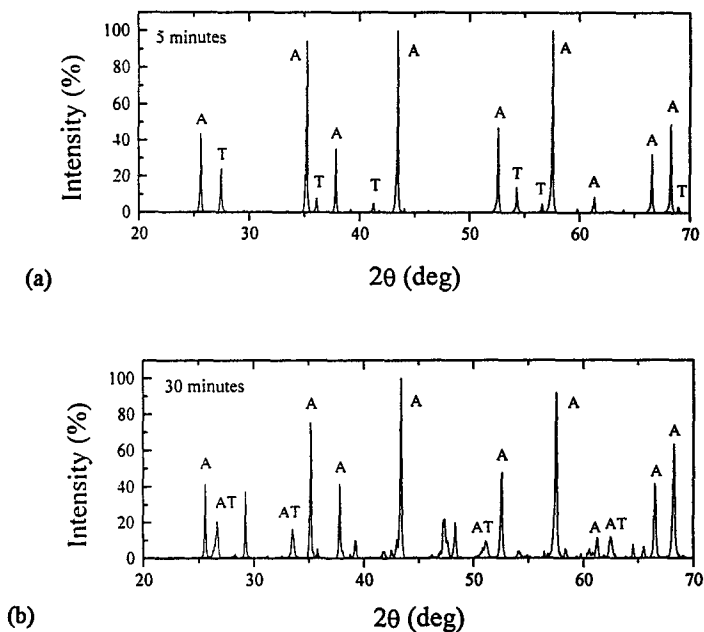 5 minutes
Intensity (%)
100
80
60
40
20
0
A
T
A
T
A
T
A
A
T
T
A
A
A
A
T
20
30
40
50
60
70
2θ (deg)
(a)
30 minutes
Intensity (%)
100
80
60
40
20
0
A
AT
AT
A
A
A
AT
A
A
A
AT
A
A
20
30
40
50
60
70
2θ (deg)
(b)